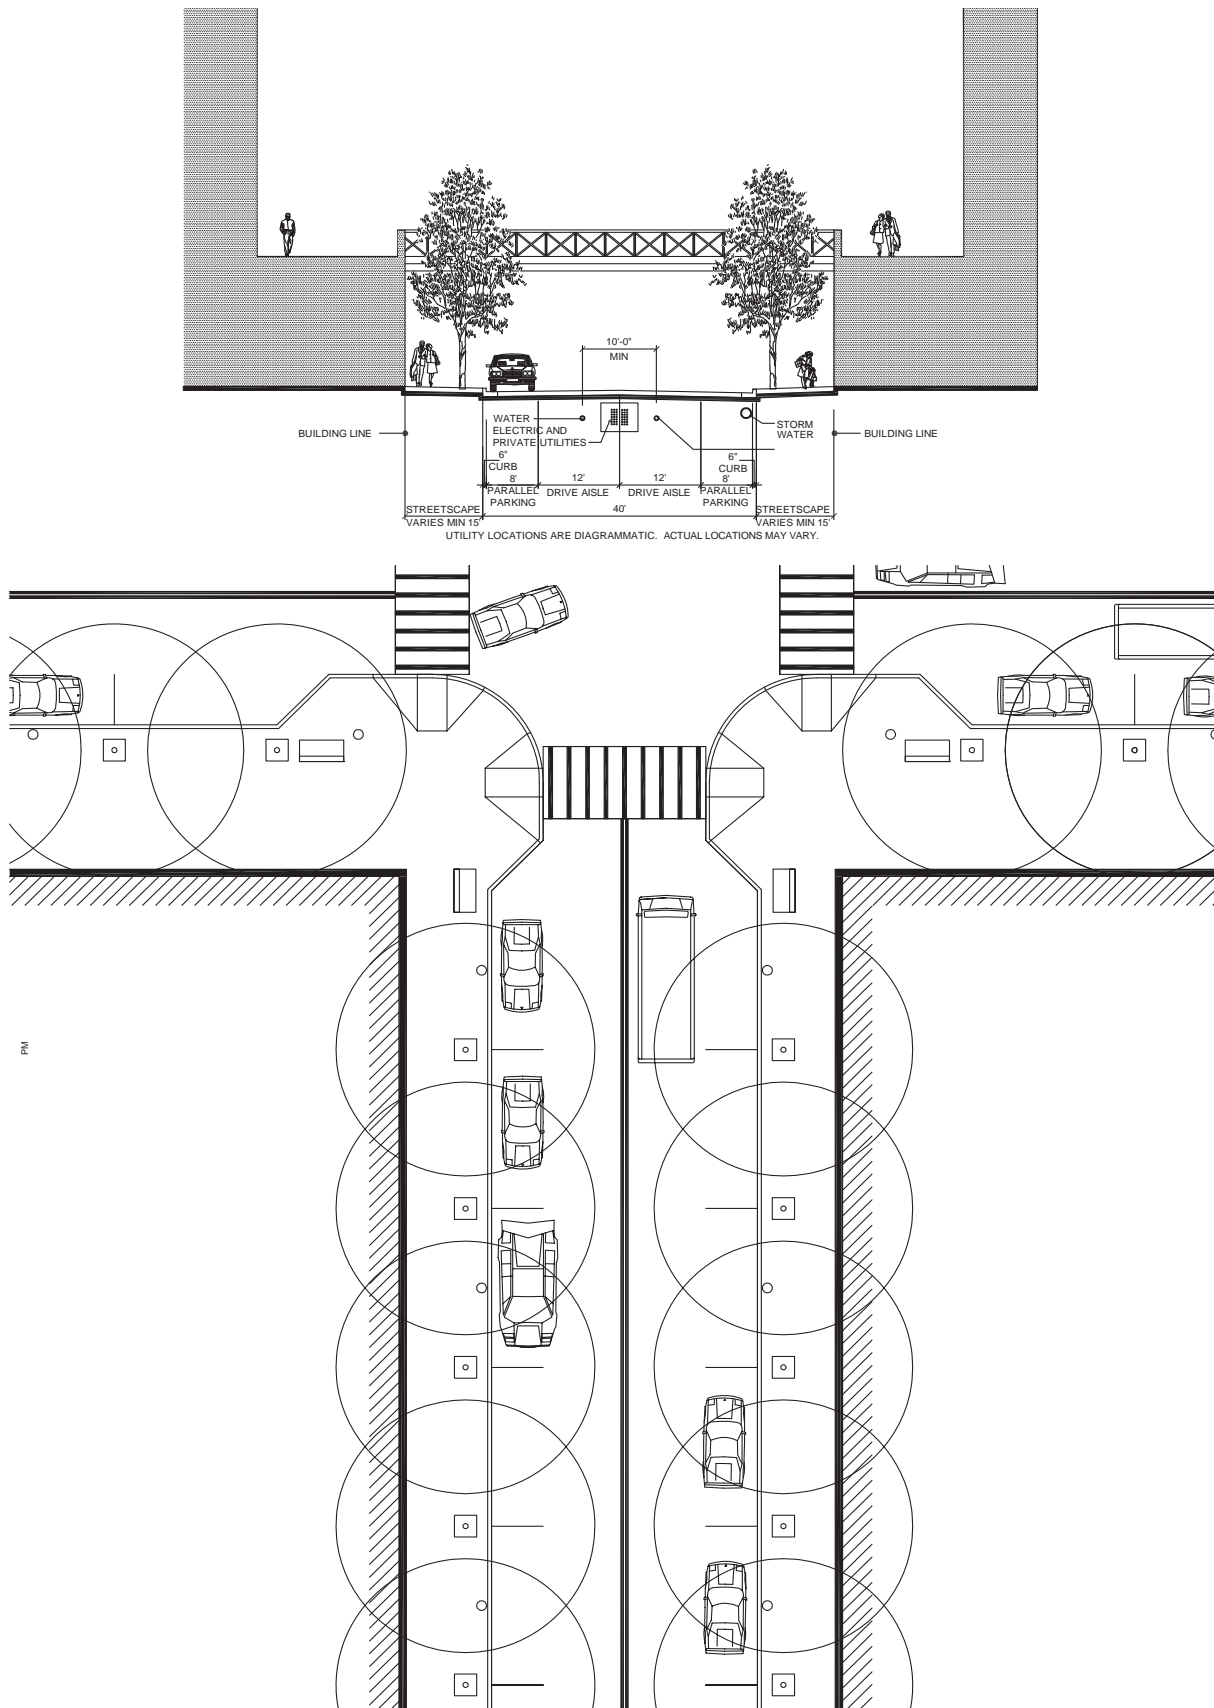 10'-0"
MIN
WATER
ELECTRIC AND
PRIVATE UTILITIES
STORM
WATER
BUILDING LINE
BUILDING LINE
6"
CURB
8'
PARALLEL
PARKING
12'
DRIVE AISLE
12'
DRIVE AISLE
6"
CURB
8'
PARALLEL
PARKING
STREETSCAPE
VARIES MIN 15'
40'
STREETSCAPE
VARIES MIN 15'
UTILITY LOCATIONS ARE DIAGRAMMATIC.  ACTUAL LOCATIONS MAY VARY.
PM